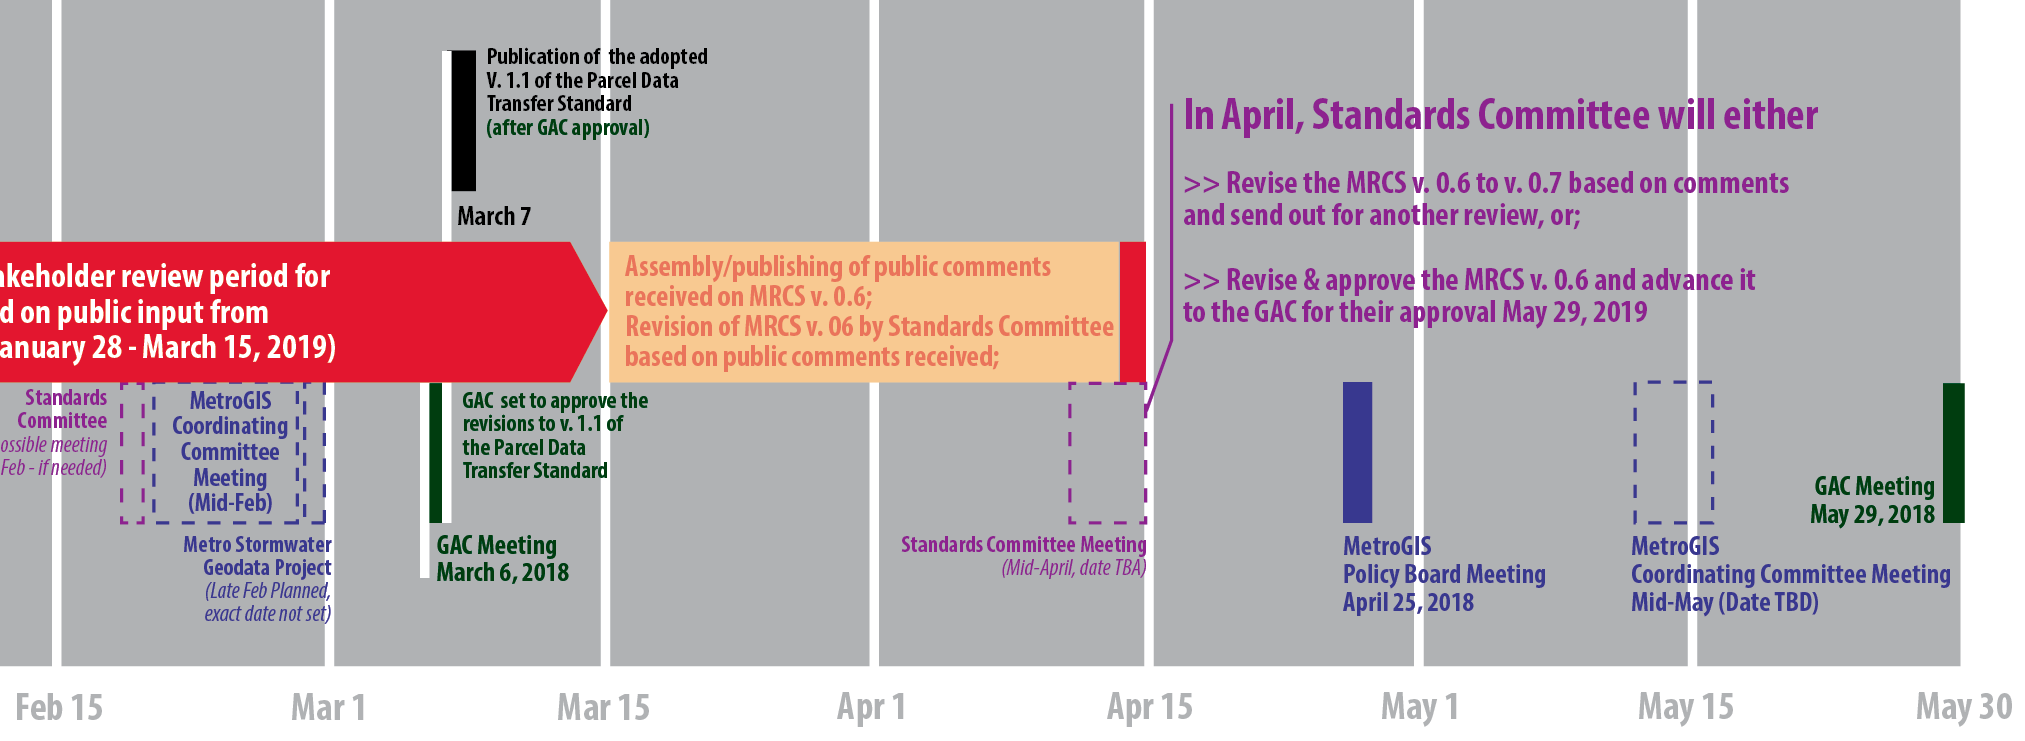 Publication of the adopted
V. 1.1 of the Parcel Data
Transfer Standard
(after GAC approval)
March 7
In April, Standards Committee will either
>> Revise the MRCS v. 0.6 to v. 0.7 based on comments
and send out for another review, or;
>> Revise & approve the MRCS v. 0.6 and advance it
to the GAC for their approval May 29, 2019
akeholder review period for
d on public input from
anuary 28 - March 15, 2019)
Assembly/publishing of public comments
received on MRCS v. 0.6;
Revision of MRCS v. 06 by Standards Committee
based on public comments received;
Standards
Committee
ossible meeting
Feb - if needed)
MetroGIS
Coordinating
Committee
Meeting
(Mid-Feb)
Metro Stormwater
Geodata Project
(Late Feb Planned,
exact date not set)
GAC set to approve the
revisions to v. 1.1 of
the Parcel Data
Transfer Standard
GAC Meeting
March 6, 2018
Standards Committee Meeting
(Mid-April, date TBA)
MetroGIS
Policy Board Meeting
April 25, 2018
MetroGIS
Coordinating Committee Meeting
Mid-May (Date TBD)
GAC Meeting
May 29, 2018
Feb 15
Mar 1
Mar 15
Apr 1
Apr 15
May 1
May 15
May 30